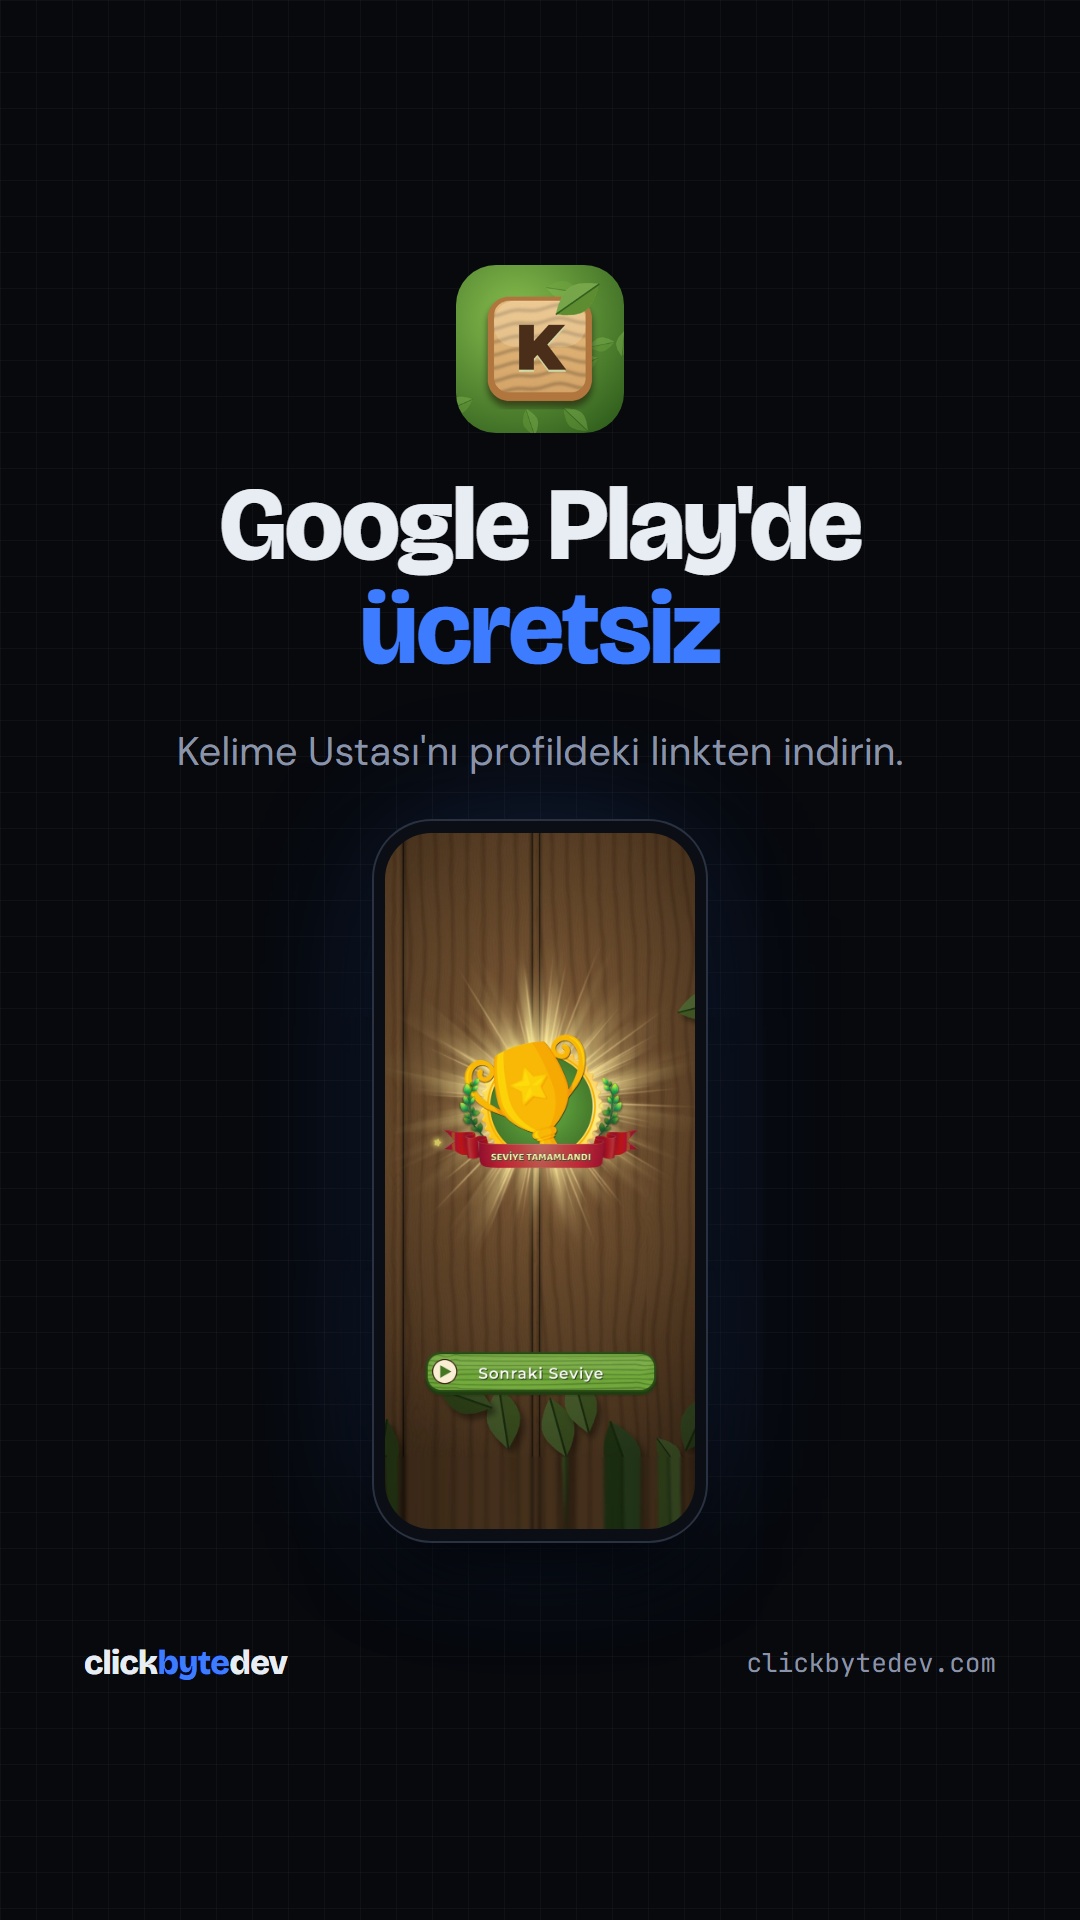 K
Google Play'de
ücretsiz
Kelime Ustası'nı profildeki linkten indirin.
SEVİYE TAMAMLANDI
Sonraki Seviye
clickbytedev
clickbytedev.com